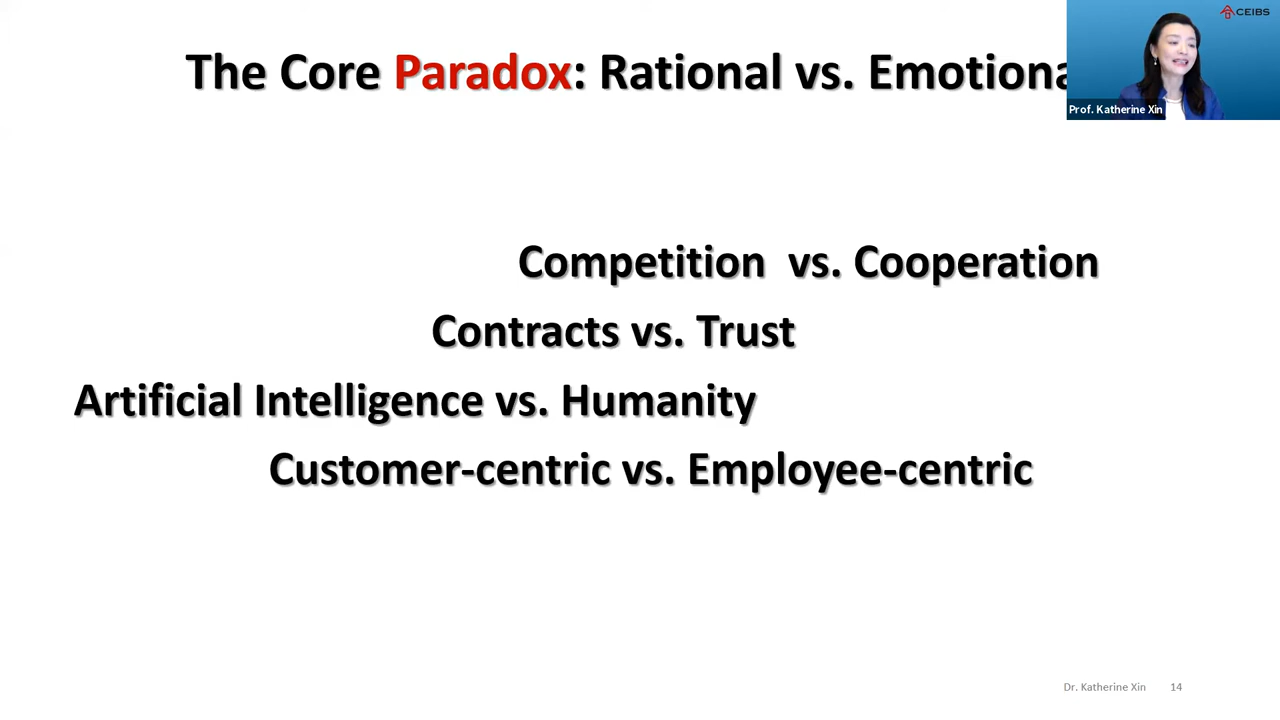 CEIBS
The Core Paradox: Rational vs. Emotiona
Prof. Katherine Xin
Competition vs. Cooperation
Contracts vs. Trust
Artificial Intelligence vs. Humanity
Customer-centric vs. Employee-centric
Dr. Katherine Xin 14